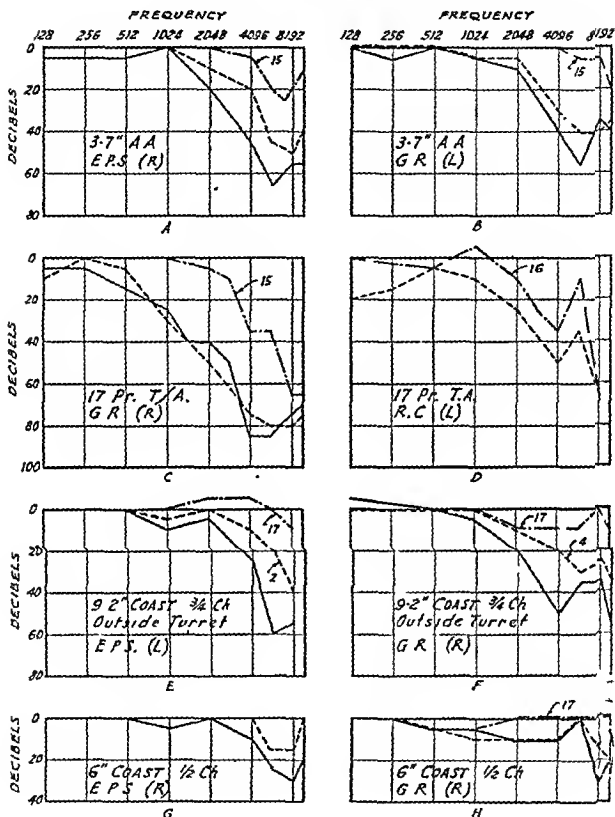 FREQUENCY FREQUENCY
128 256 512 1024 2048 4096 8192 128 256 512 1024 2048 4096 8192
DECIBELS
0
20
40
60
80
15
3·7" A A
E.P.S (R)
A
15
3·7" A A
G R (L)
B
DECIBELS
0
20
40
60
80
100
15
17 Pr. T/A.
G R (R)
C
16
17 Pr. T.A.
R.C (L)
D
DECIBELS
0
20
40
60
80
17
2
9·2" COAST 3/4 Ch
Outside Turret
E P S. (L)
E
17
4
9·2" COAST 3/4 Ch
Outside Turret
G R (R)
F
DECIBELS
0
20
40
6" COAST 1/2 Ch
E P S (R)
G
17
6" COAST 1/2 Ch
G R (R)
H